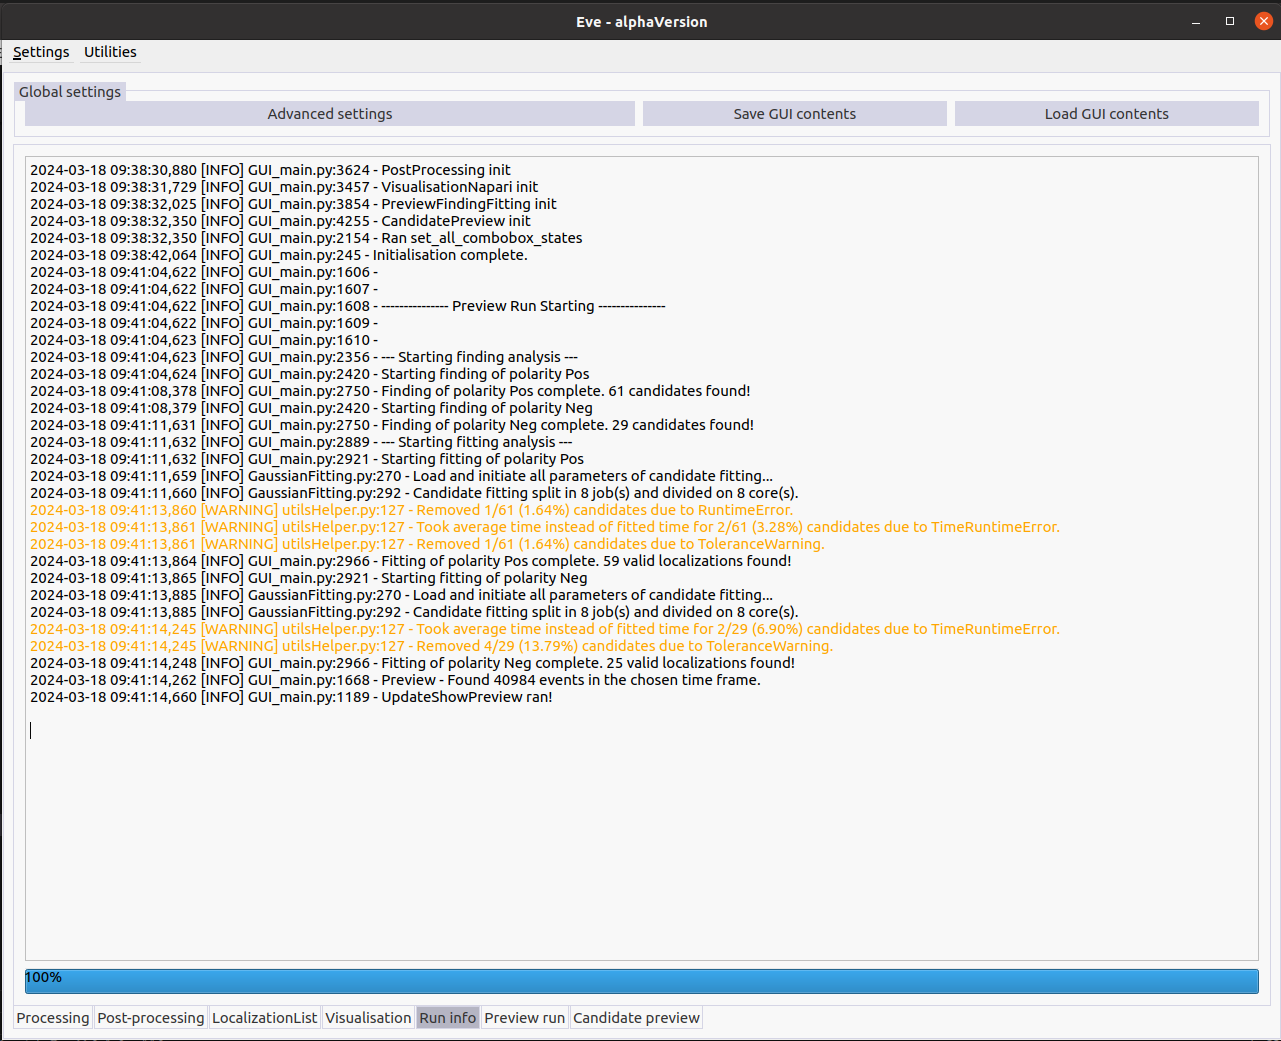 Eve - alphaVersion
Settings Utilities
Global settings
Advanced settings Save GUI contents Load GUI contents
2024-03-18 09:38:30,880 [INFO] GUI_main.py:3624 - PostProcessing init
2024-03-18 09:38:31,729 [INFO] GUI_main.py:3457 - VisualisationNapari init
2024-03-18 09:38:32,025 [INFO] GUI_main.py:3854 - PreviewFindingFitting init
2024-03-18 09:38:32,350 [INFO] GUI_main.py:4255 - CandidatePreview init
2024-03-18 09:38:32,350 [INFO] GUI_main.py:2154 - Ran set_all_combobox_states
2024-03-18 09:38:42,064 [INFO] GUI_main.py:245 - Initialisation complete.
2024-03-18 09:41:04,622 [INFO] GUI_main.py:1606 -
2024-03-18 09:41:04,622 [INFO] GUI_main.py:1607 -
2024-03-18 09:41:04,622 [INFO] GUI_main.py:1608 - --------------- Preview Run Starting ---------------
2024-03-18 09:41:04,622 [INFO] GUI_main.py:1609 -
2024-03-18 09:41:04,623 [INFO] GUI_main.py:1610 -
2024-03-18 09:41:04,623 [INFO] GUI_main.py:2356 - --- Starting finding analysis ---
2024-03-18 09:41:04,624 [INFO] GUI_main.py:2420 - Starting finding of polarity Pos
2024-03-18 09:41:08,378 [INFO] GUI_main.py:2750 - Finding of polarity Pos complete. 61 candidates found!
2024-03-18 09:41:08,379 [INFO] GUI_main.py:2420 - Starting finding of polarity Neg
2024-03-18 09:41:11,631 [INFO] GUI_main.py:2750 - Finding of polarity Neg complete. 29 candidates found!
2024-03-18 09:41:11,632 [INFO] GUI_main.py:2889 - --- Starting fitting analysis ---
2024-03-18 09:41:11,632 [INFO] GUI_main.py:2921 - Starting fitting of polarity Pos
2024-03-18 09:41:11,659 [INFO] GaussianFitting.py:270 - Load and initiate all parameters of candidate fitting...
2024-03-18 09:41:11,660 [INFO] GaussianFitting.py:292 - Candidate fitting split in 8 job(s) and divided on 8 core(s).
2024-03-18 09:41:13,860 [WARNING] utilsHelper.py:127 - Removed 1/61 (1.64%) candidates due to RuntimeError.
2024-03-18 09:41:13,861 [WARNING] utilsHelper.py:127 - Took average time instead of fitted time for 2/61 (3.28%) candidates due to TimeRuntimeError.
2024-03-18 09:41:13,861 [WARNING] utilsHelper.py:127 - Removed 1/61 (1.64%) candidates due to ToleranceWarning.
2024-03-18 09:41:13,864 [INFO] GUI_main.py:2966 - Fitting of polarity Pos complete. 59 valid localizations found!
2024-03-18 09:41:13,865 [INFO] GUI_main.py:2921 - Starting fitting of polarity Neg
2024-03-18 09:41:13,885 [INFO] GaussianFitting.py:270 - Load and initiate all parameters of candidate fitting...
2024-03-18 09:41:13,885 [INFO] GaussianFitting.py:292 - Candidate fitting split in 8 job(s) and divided on 8 core(s).
2024-03-18 09:41:14,245 [WARNING] utilsHelper.py:127 - Took average time instead of fitted time for 2/29 (6.90%) candidates due to TimeRuntimeError.
2024-03-18 09:41:14,245 [WARNING] utilsHelper.py:127 - Removed 4/29 (13.79%) candidates due to ToleranceWarning.
2024-03-18 09:41:14,248 [INFO] GUI_main.py:2966 - Fitting of polarity Neg complete. 25 valid localizations found!
2024-03-18 09:41:14,262 [INFO] GUI_main.py:1668 - Preview - Found 40984 events in the chosen time frame.
2024-03-18 09:41:14,660 [INFO] GUI_main.py:1189 - UpdateShowPreview ran!
100%
Processing Post-processing LocalizationList Visualisation Run info Preview run Candidate preview